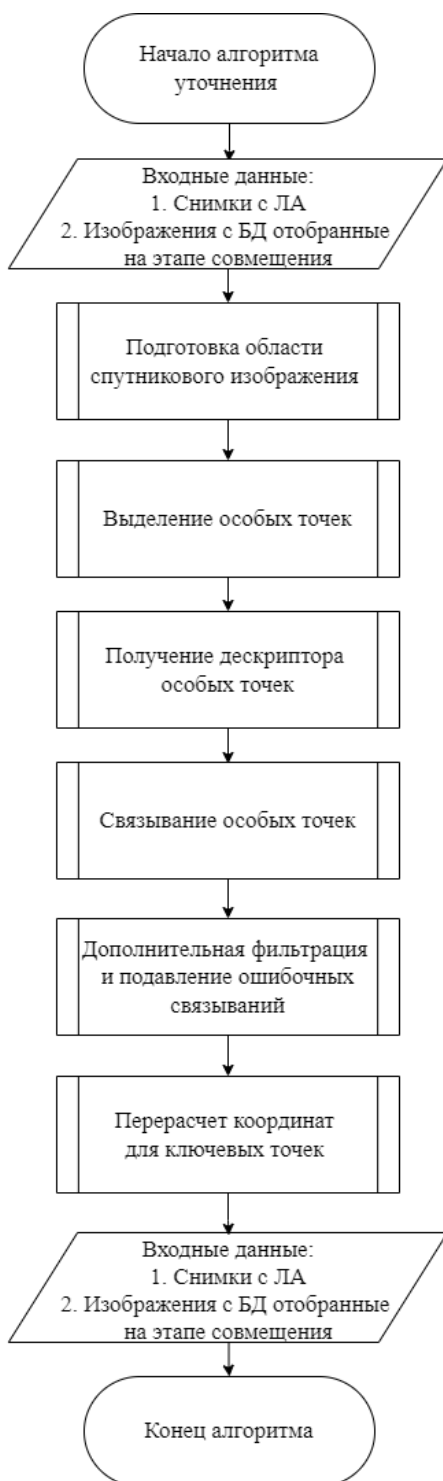 Начало алгоритма
уточнения
Входные данные:
1. Снимки с ЛА
2. Изображения с БД отобранные
на этапе совмещения
Подготовка области
спутникового изображения
Выделение особых точек
Получение дескриптора
особых точек
Связывание особых точек
Дополнительная фильтрация
и подавление ошибочных
связываний
Перерасчет координат
для ключевых точек
Входные данные:
1. Снимки с ЛА
2. Изображения с БД отобранные
на этапе совмещения
Конец алгоритма